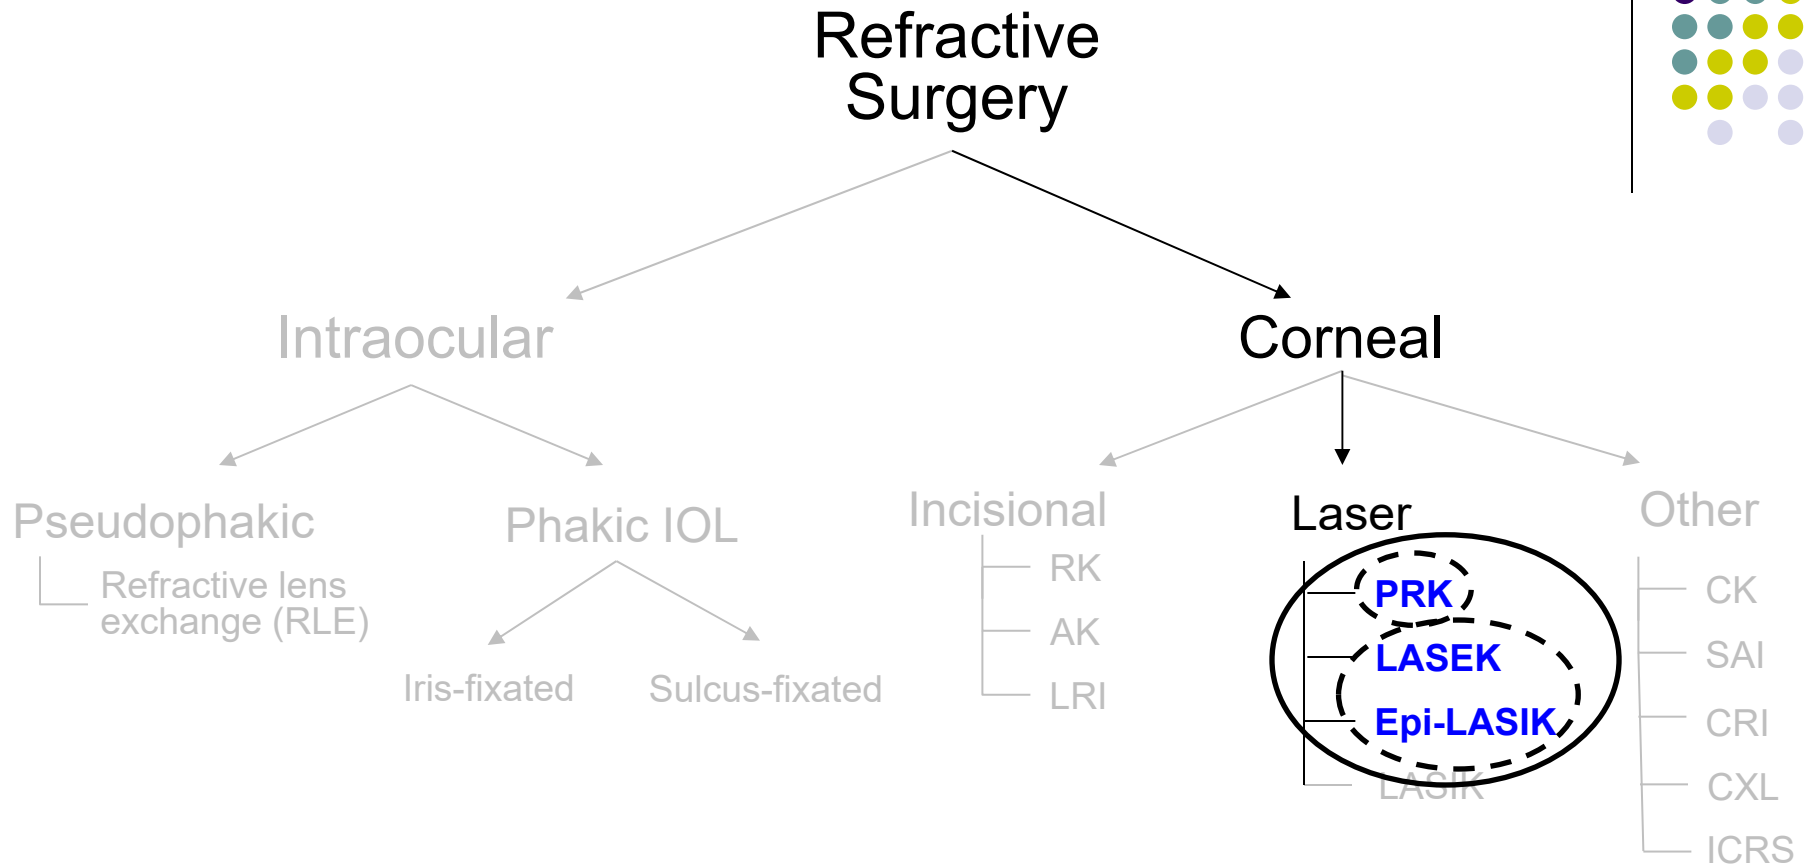 Refractive
Surgery
Intraocular
Corneal
Pseudophakic
Refractive lens
exchange (RLE)
Phakic IOL
Iris-fixated
Sulcus-fixated
Incisional
RK
AK
LRI
Laser
PRK
LASEK
Epi-LASIK
LASIK
Other
CK
SAI
CRI
CXL
ICRS